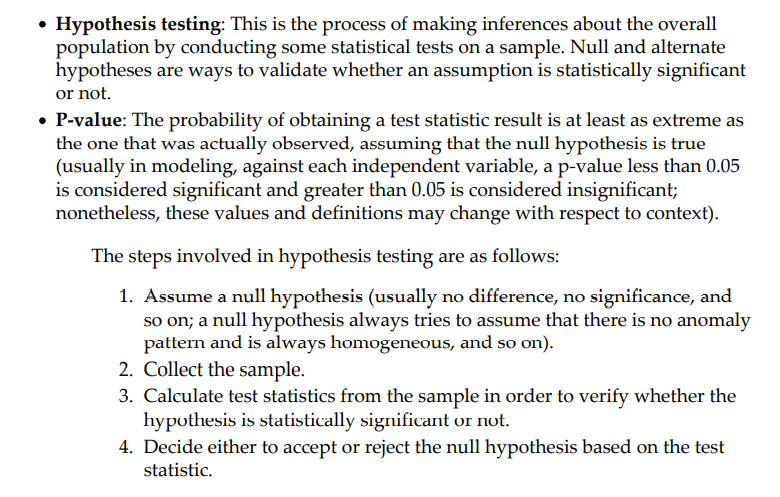 • Hypothesis testing: This is the process of making inferences about the overall
population by conducting some statistical tests on a sample. Null and alternate
hypotheses are ways to validate whether an assumption is statistically significant
or not.
• P-value: The probability of obtaining a test statistic result is at least as extreme as
the one that was actually observed, assuming that the null hypothesis is true
(usually in modeling, against each independent variable, a p-value less than 0.05
is considered significant and greater than 0.05 is considered insignificant;
nonetheless, these values and definitions may change with respect to context).
The steps involved in hypothesis testing are as follows:
1. Assume a null hypothesis (usually no difference, no significance, and
so on; a null hypothesis always tries to assume that there is no anomaly
pattern and is always homogeneous, and so on).
2. Collect the sample.
3. Calculate test statistics from the sample in order to verify whether the
hypothesis is statistically significant or not.
4. Decide either to accept or reject the null hypothesis based on the test
statistic.